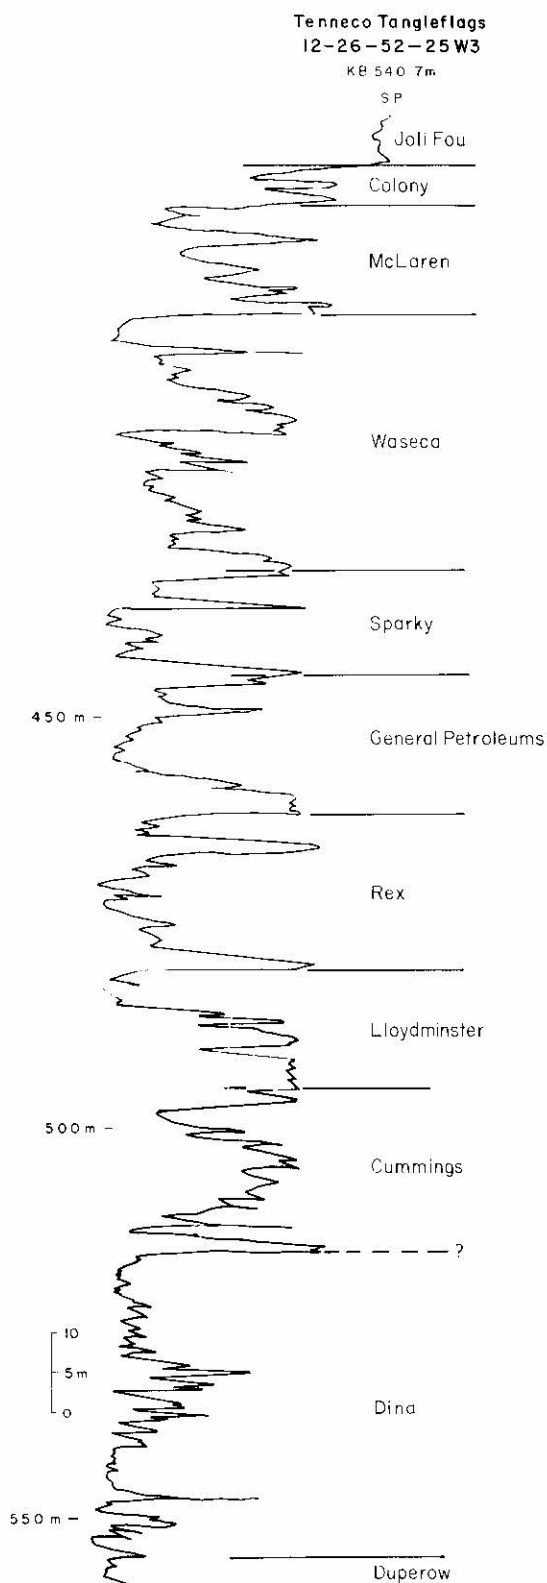 Tenneco Tangleflags
12-26-52-25W3
KB 540 7m
SP
Joli Fou
Colony
McLaren
Waseca
Sparky
450 m
General Petroleums
Rex
Lloydminster
500 m
Cummings
?
10
5m
0
Dina
550 m
Duperow